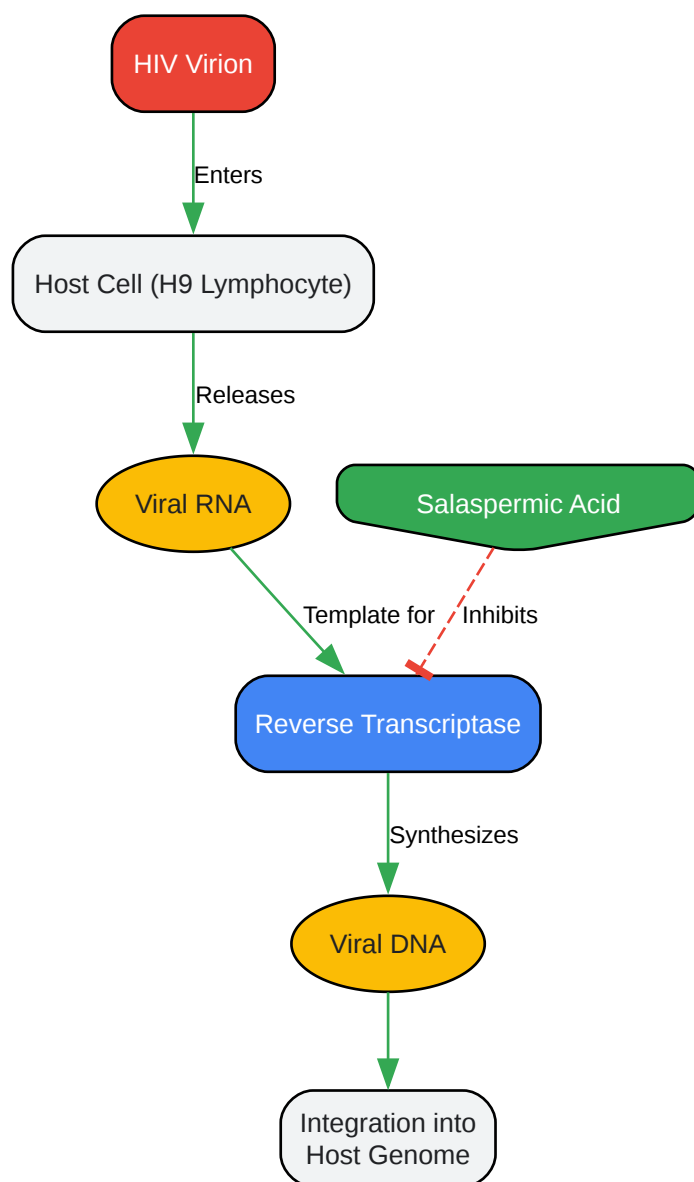 HIV Virion
Enters
Host Cell (H9 Lymphocyte)
Releases
Viral RNA
Salaspermic Acid
Template for
Inhibits
Reverse Transcriptase
Synthesizes
Viral DNA
Integration into
Host Genome